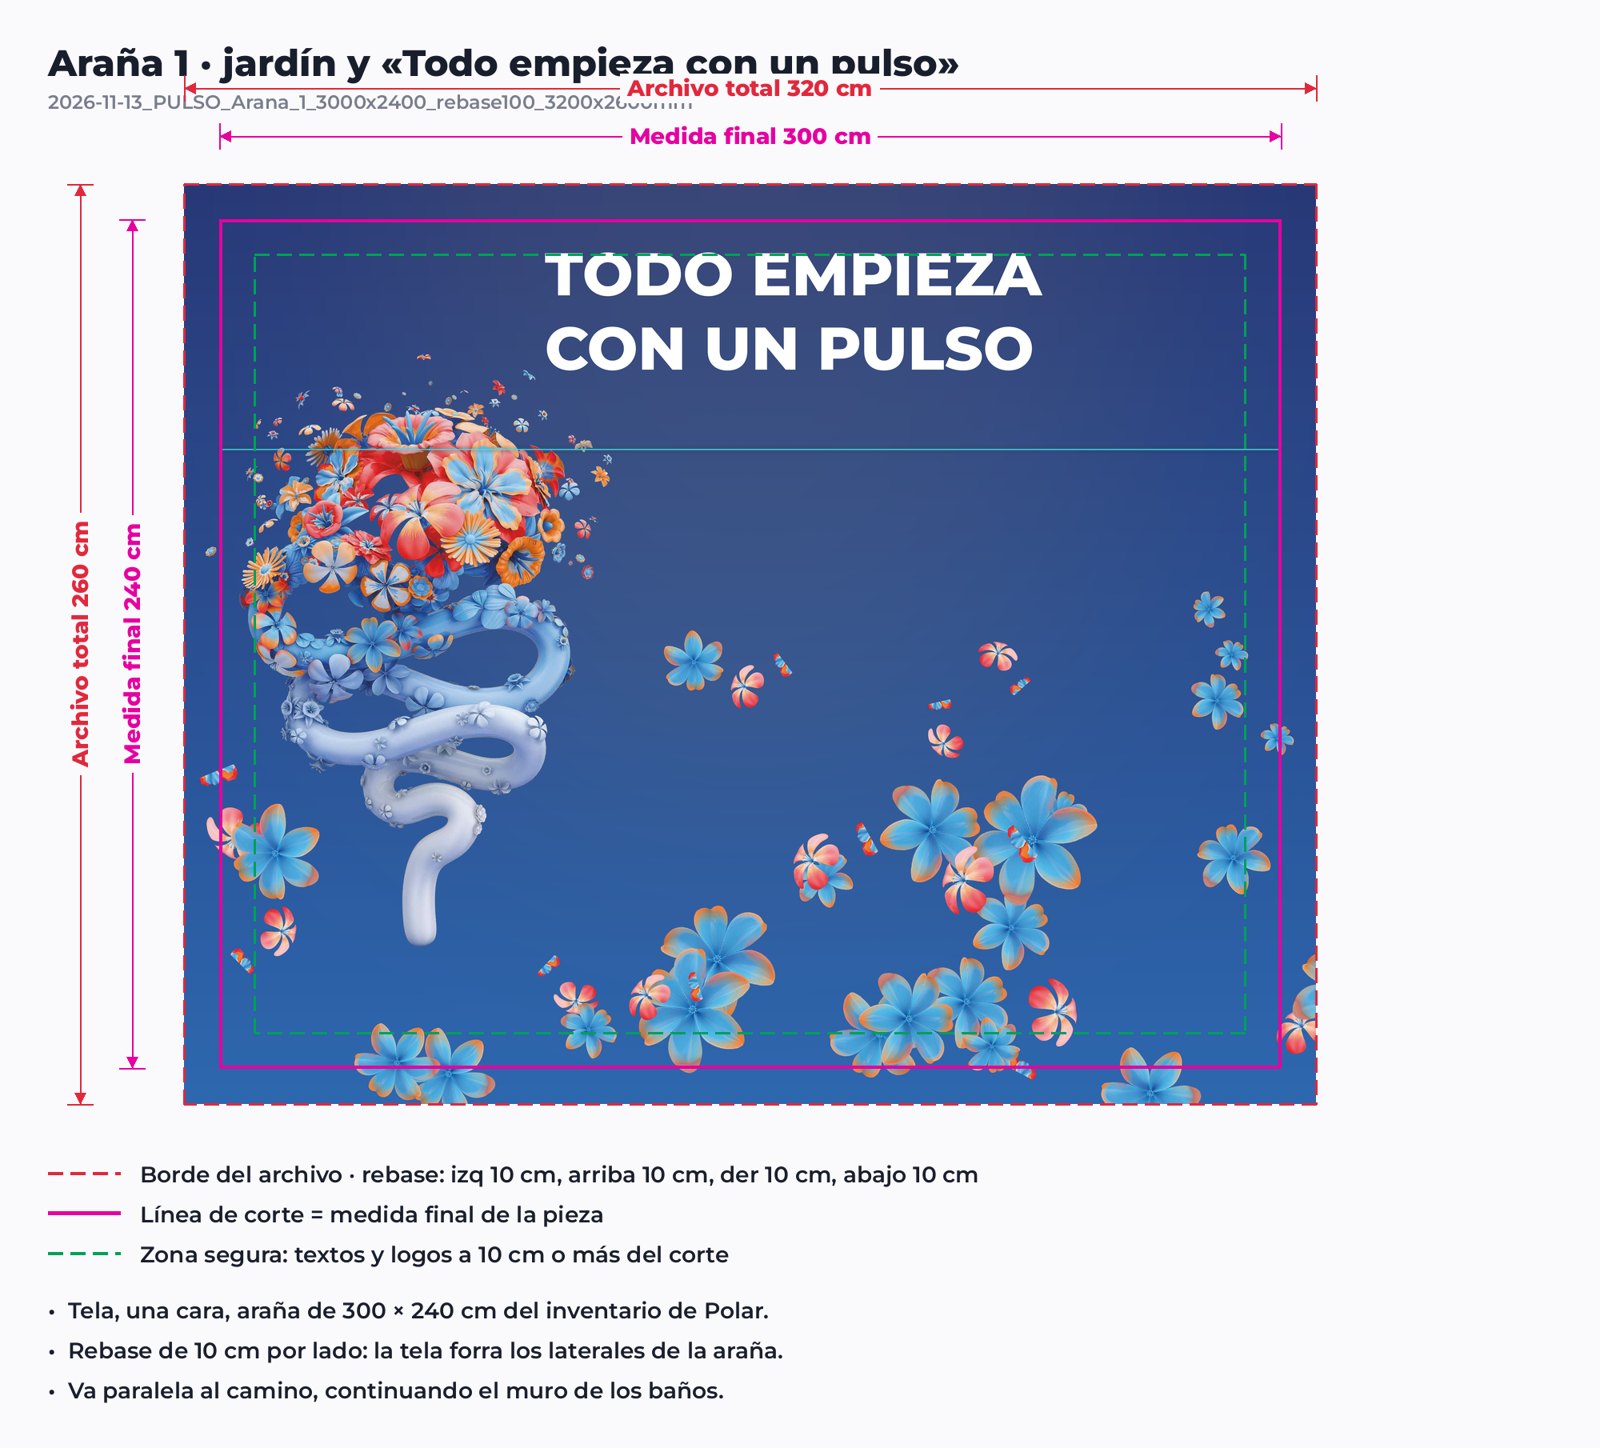 Araña 1 · jardín y «Todo empieza con un pulso»
Archivo total 320 cm
2026-11-13_PULSO_Arana_1_3000x2400_rebase100_3200x2600mm
Medida final 300 cm
Archivo total 260 cm
Medida final 240 cm
TODO EMPIEZA
CON UN PULSO
Borde del archivo · rebase: izq 10 cm, arriba 10 cm, der 10 cm, abajo 10 cm
Línea de corte = medida final de la pieza
Zona segura: textos y logos a 10 cm o más del corte
• Tela, una cara, araña de 300 × 240 cm del inventario de Polar.
• Rebase de 10 cm por lado: la tela forra los laterales de la araña.
• Va paralela al camino, continuando el muro de los baños.